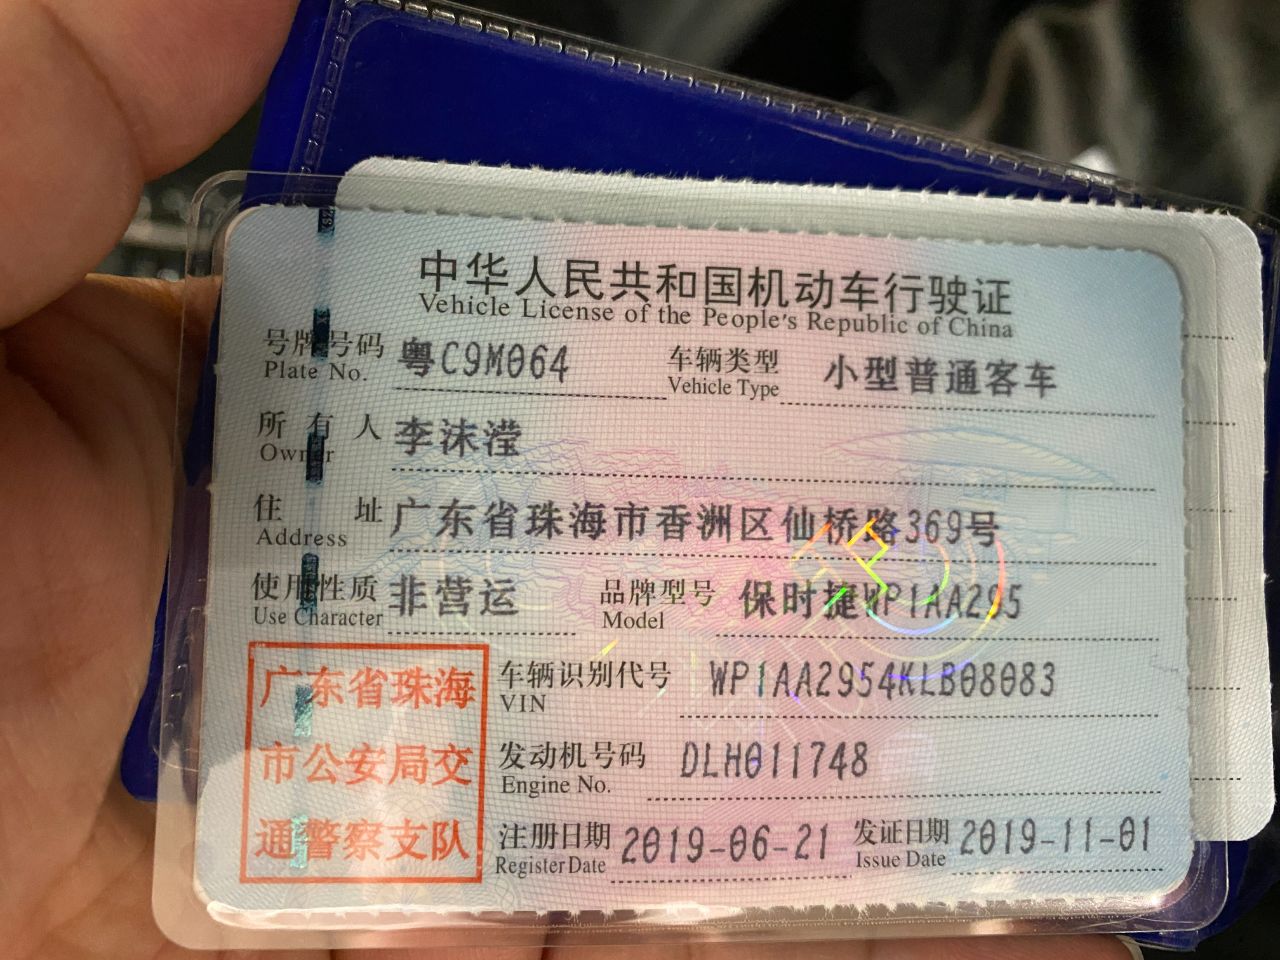 中华人民共和国机动车行驶证
Vehicle License of the People's Republic of China
号牌号码 粤C9M064 车辆类型 小型普通客车
Plate No. Vehicle Type
所有人 李沫滢
Owner
住址 广东省珠海市香洲区仙桥路369号
Address
使用性质 非营运 品牌型号 保时捷WP1AA295
Use Character Model
广东省珠海
市公安局交
通警察支队
车辆识别代号 WP1AA2954KLB08083
VIN
发动机号码 DLH011748
Engine No.
注册日期 2019-06-21 发证日期 2019-11-01
Register Date Issue Date